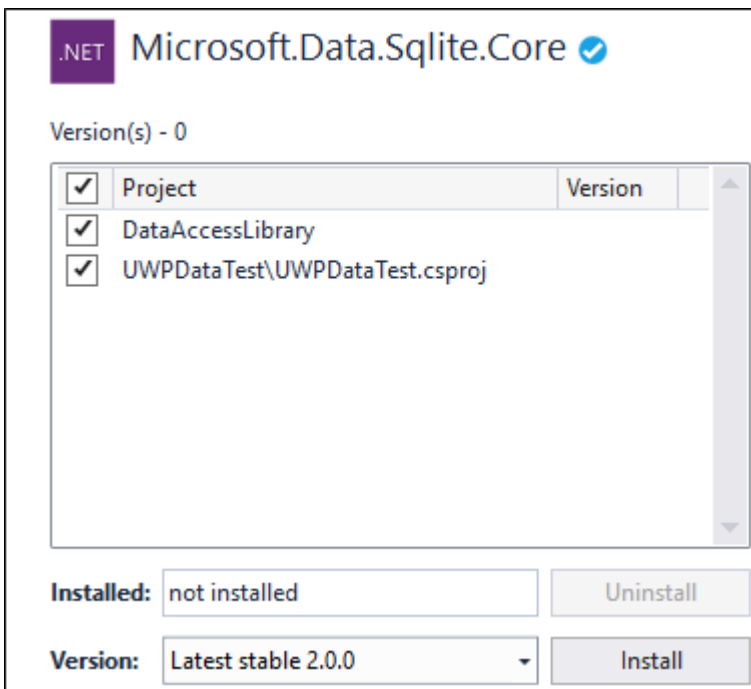 .NET Microsoft.Data.Sqlite.Core
Version(s) - 0
Project Version
DataAccessLibrary
UWPDataTest\UWPDataTest.csproj
Installed: not installed Uninstall
Version: Latest stable 2.0.0 Install